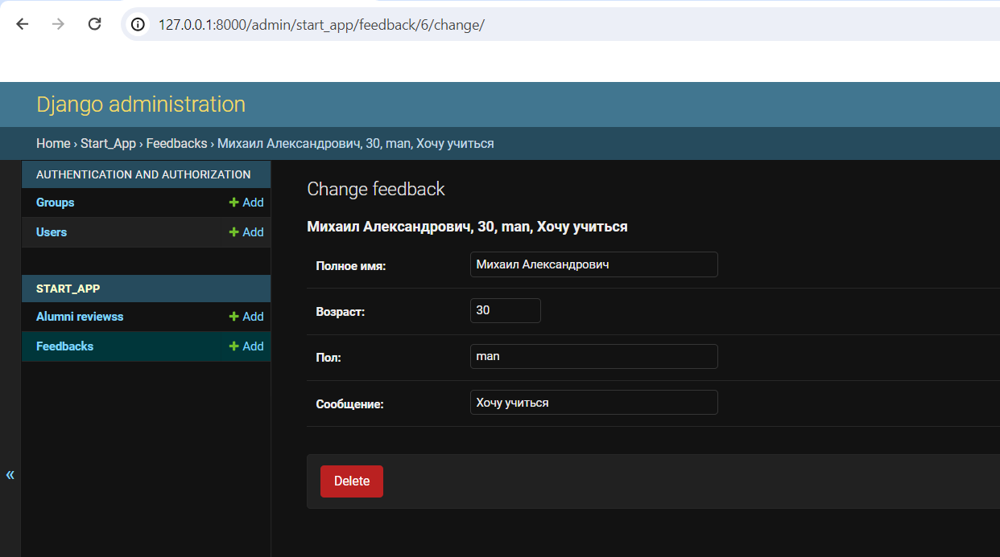 127.0.0.1:8000/admin/start_app/feedback/6/change/
Django administration
Home › Start_App › Feedbacks › Михаил Александрович, 30, man, Хочу учиться
AUTHENTICATION AND AUTHORIZATION
Groups + Add
Users + Add
START_APP
Alumni reviewss + Add
Feedbacks + Add
«
Change feedback
Михаил Александрович, 30, man, Хочу учиться
Полное имя: Михаил Александрович
Возраст: 30
Пол: man
Сообщение: Хочу учиться
Delete